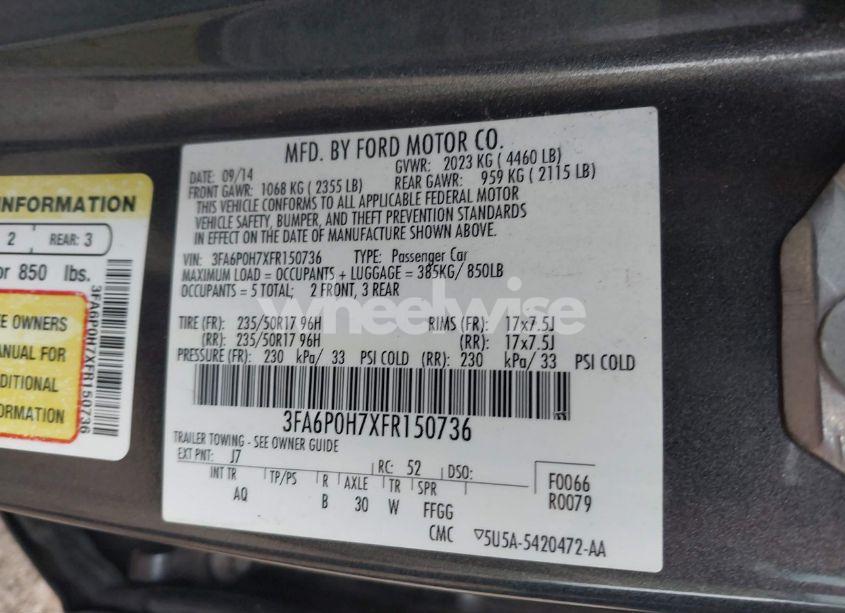 MFD. BY FORD MOTOR CO.
DATE: 09/14 GVWR: 2023 KG ( 4460 LB)
FRONT GAWR: 1068 KG ( 2355 LB) REAR GAWR: 959 KG ( 2115 LB)
THIS VEHICLE CONFORMS TO ALL APPLICABLE FEDERAL MOTOR
VEHICLE SAFETY, BUMPER, AND THEFT PREVENTION STANDARDS
IN EFFECT ON THE DATE OF MANUFACTURE SHOWN ABOVE.
VIN: 3FA6P0H7XFR150736 TYPE: Passenger Car
MAXIMUM LOAD = OCCUPANTS + LUGGAGE = 385KG/ 850LB
OCCUPANTS = 5 TOTAL; 2 FRONT, 3 REAR
wheelwise
TIRE (FR): 235/50R17 96H RIMS (FR): 17x7.5J
(RR): 235/50R17 96H (RR): 17x7.5J
PRESSURE (FR): 230 kPa/ 33 PSI COLD (RR): 230 kPa/ 33 PSI COLD
3FA6P0H7XFR150736
TRAILER TOWING - SEE OWNER GUIDE
EXT PNT: J7 RC: 52 DSO: F0066
INT TR TP/PS R AXLE TR SPR R0079
AQ B 30 W FFGG
CMC ▽5U5A-5420472-AA
INFORMATION
2 REAR: 3
or 850 lbs.
EE OWNERS
MANUAL FOR
DDITIONAL
FORMATION
3FA6P0H7XFR150736